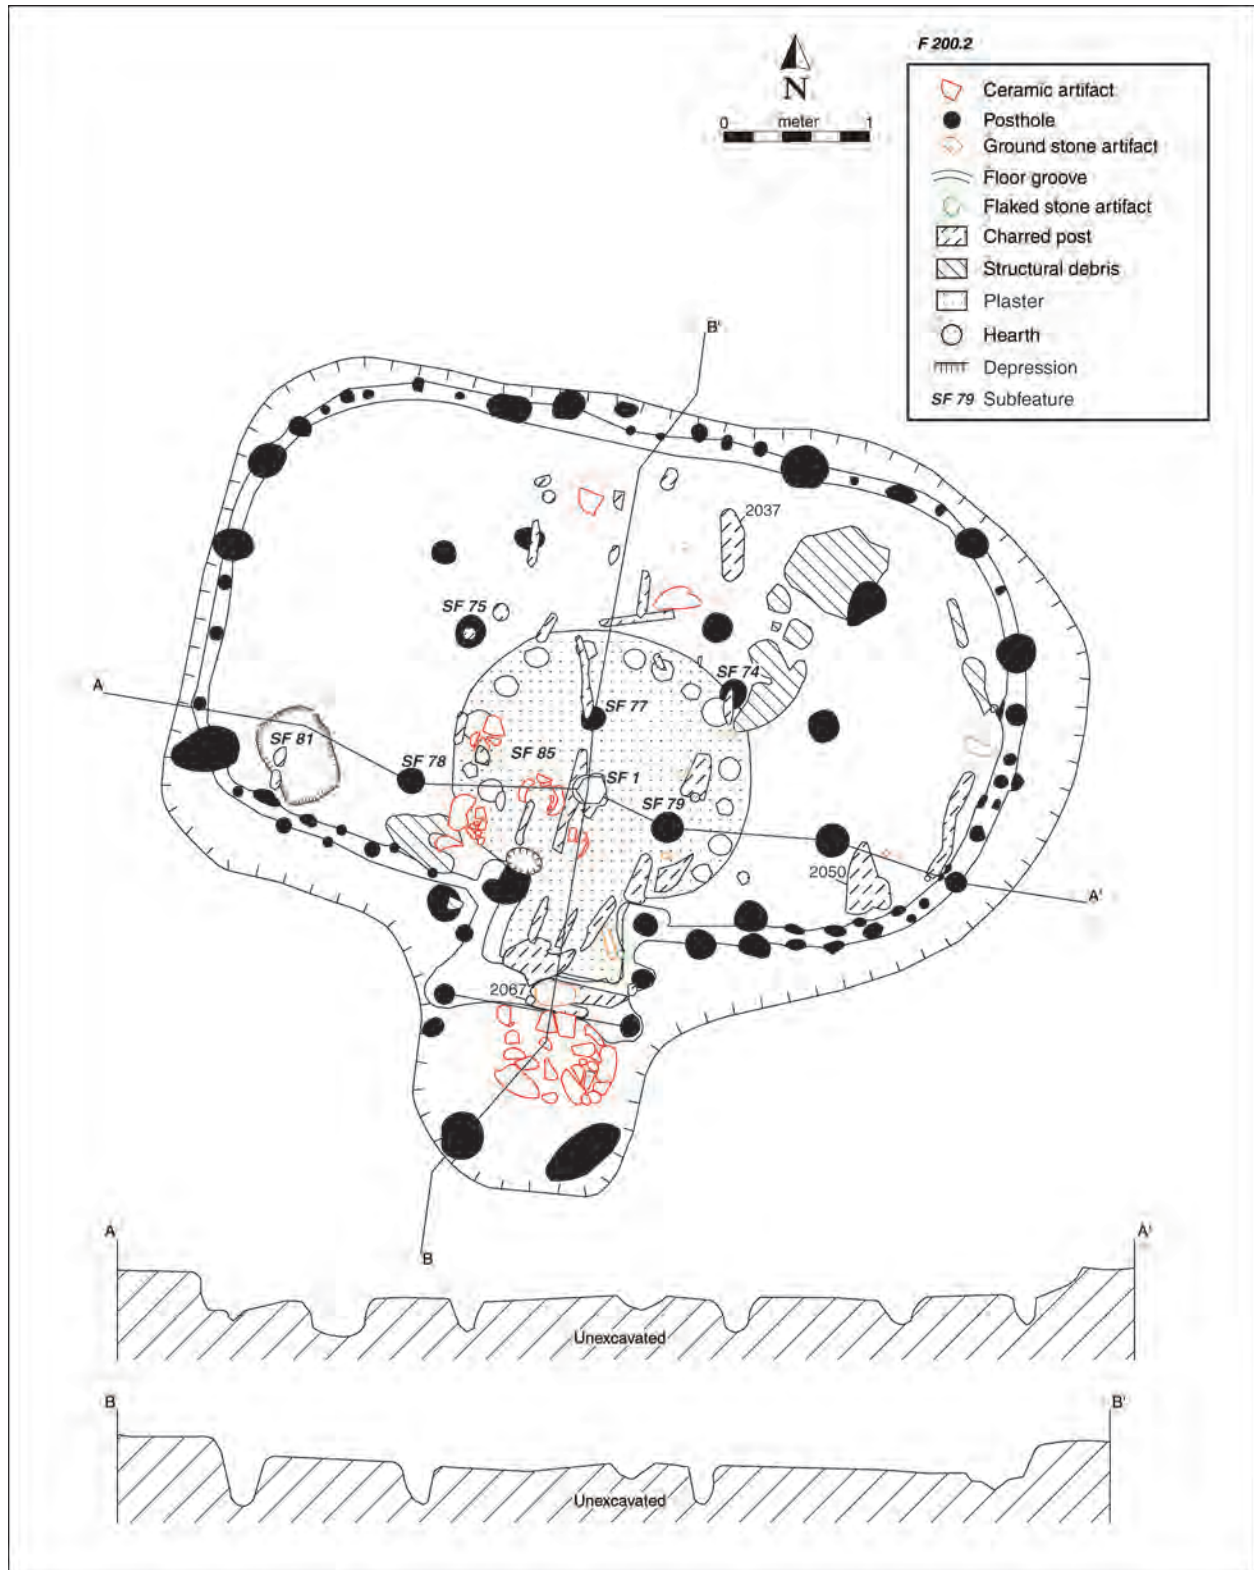 F 200.2
N
0 meter 1
Ceramic artifact
Posthole
Ground stone artifact
Floor groove
Flaked stone artifact
Charred post
Structural debris
Plaster
Hearth
Depression
SF 79 Subfeature
B'
2037
SF 75
SF 74
A
SF 77
SF 81
SF 85
SF 78
SF 1
SF 79
2050
A'
2067
B
A
A'
Unexcavated
B
B'
Unexcavated